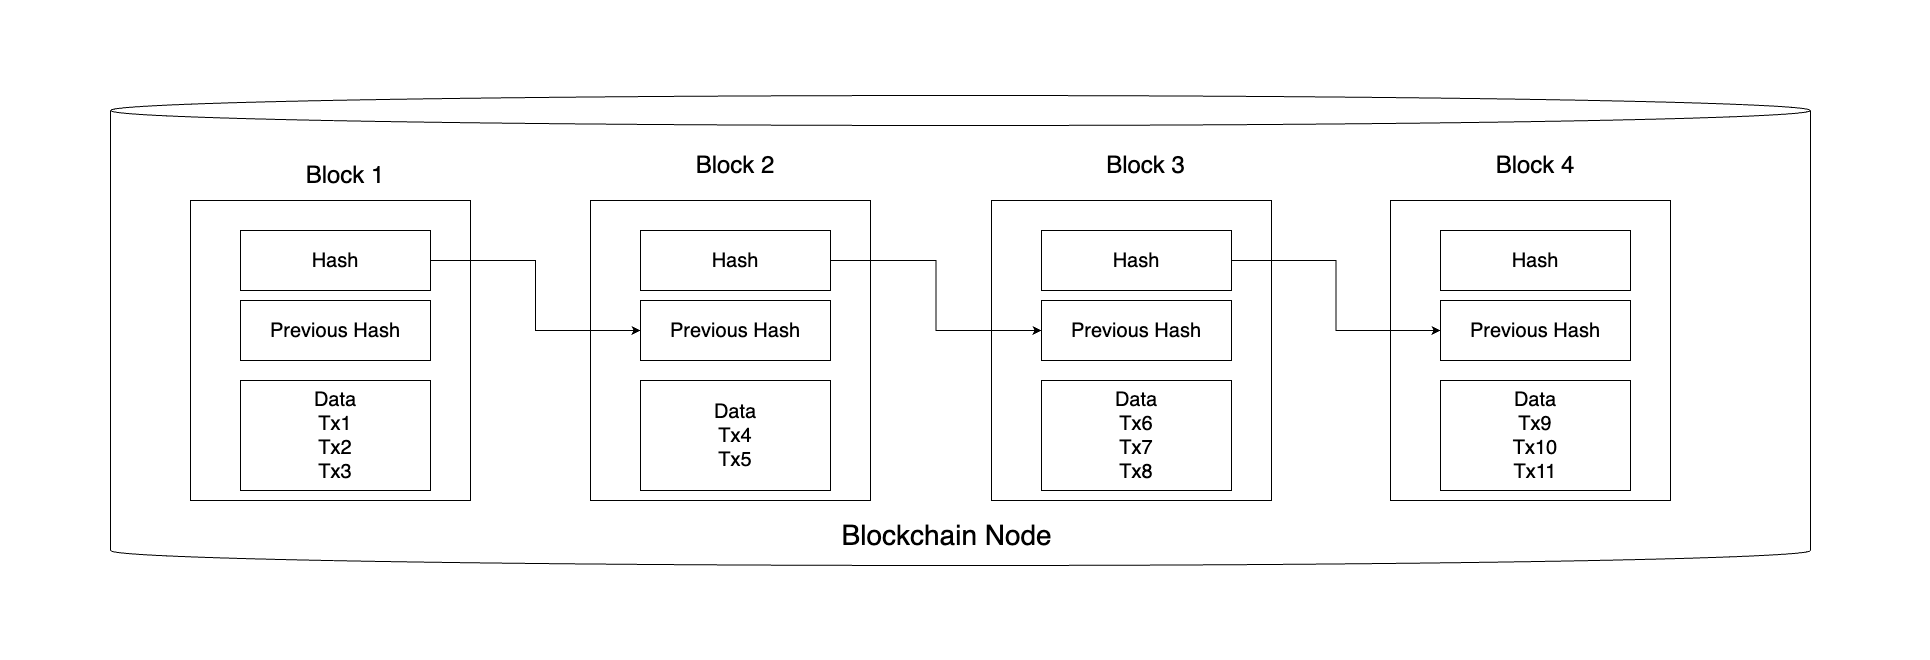 Block 1
Hash
Previous Hash
Data
Tx1
Tx2
Tx3
Block 2
Hash
Previous Hash
Data
Tx4
Tx5
Block 3
Hash
Previous Hash
Data
Tx6
Tx7
Tx8
Block 4
Hash
Previous Hash
Data
Tx9
Tx10
Tx11
Blockchain Node